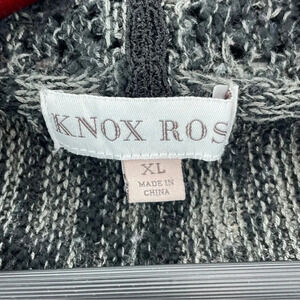 KNOX ROS
XL
MADE IN
CHINA